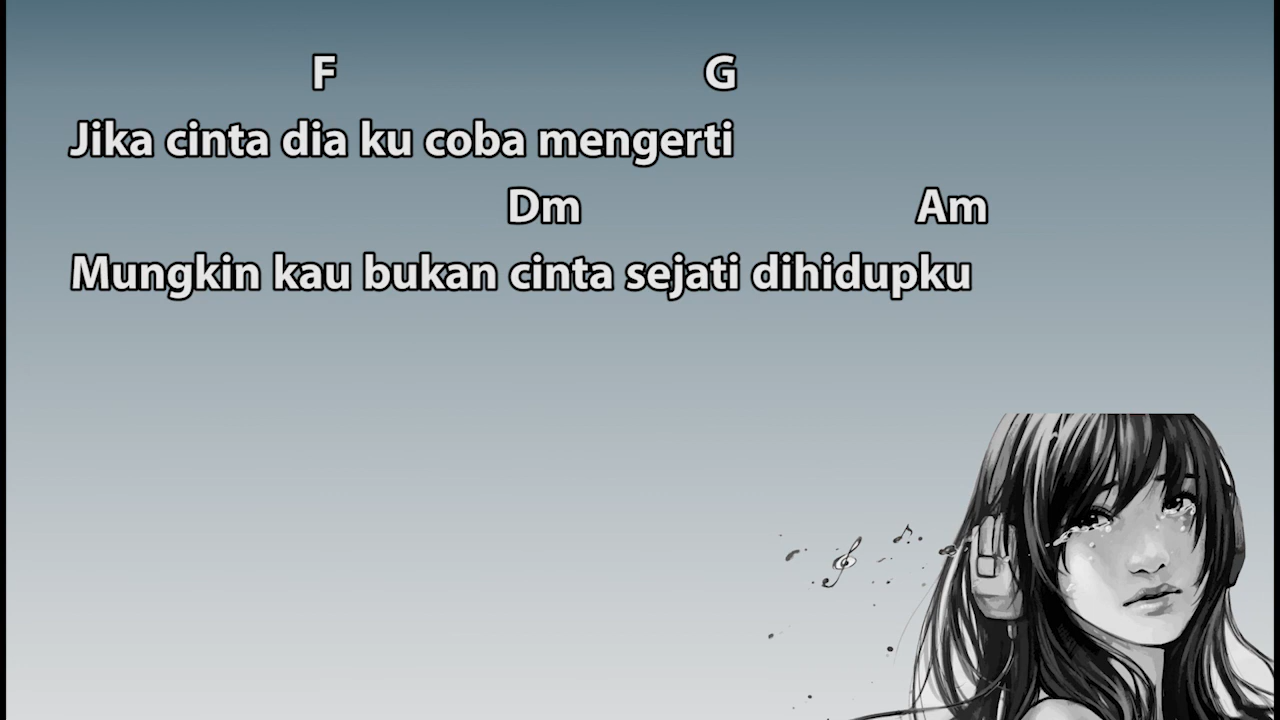 F G
Jika cinta dia ku coba mengerti
Dm Am
Mungkin kau bukan cinta sejati dihidupku